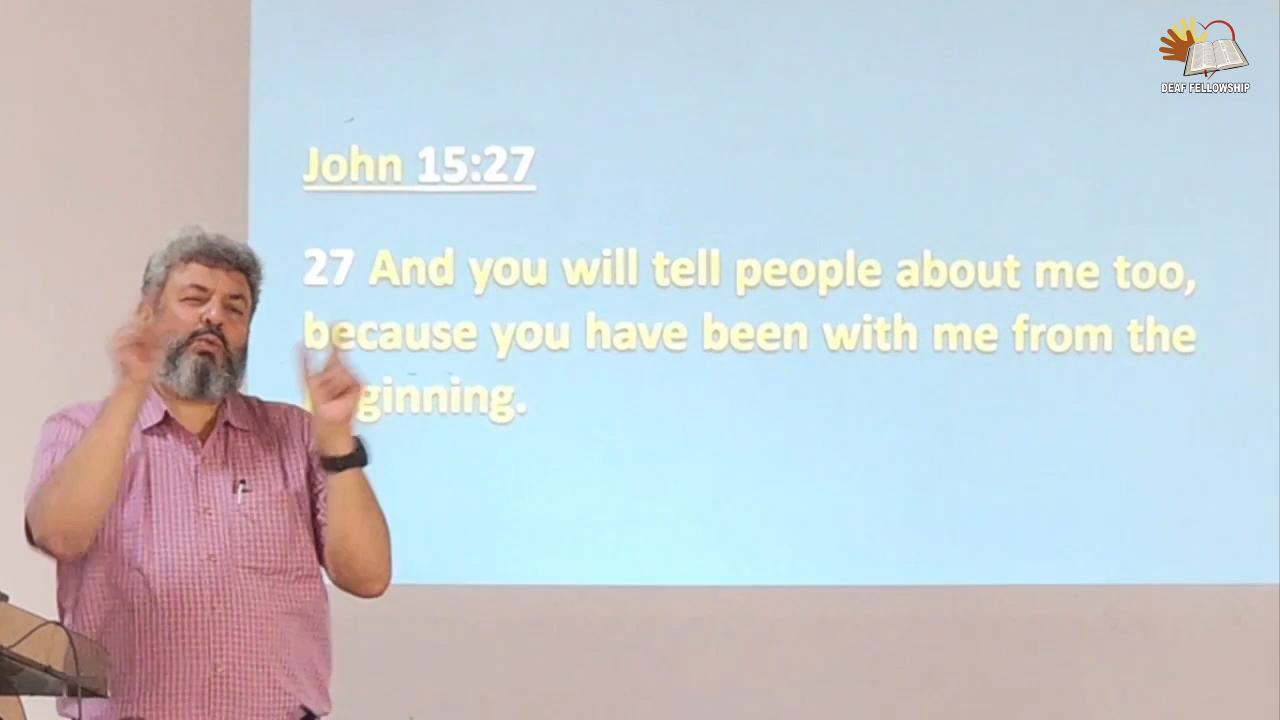 DEAF FELLOWSHIP
John 15:27
27 And you will tell people about me too,
because you have been with me from the
ginning.